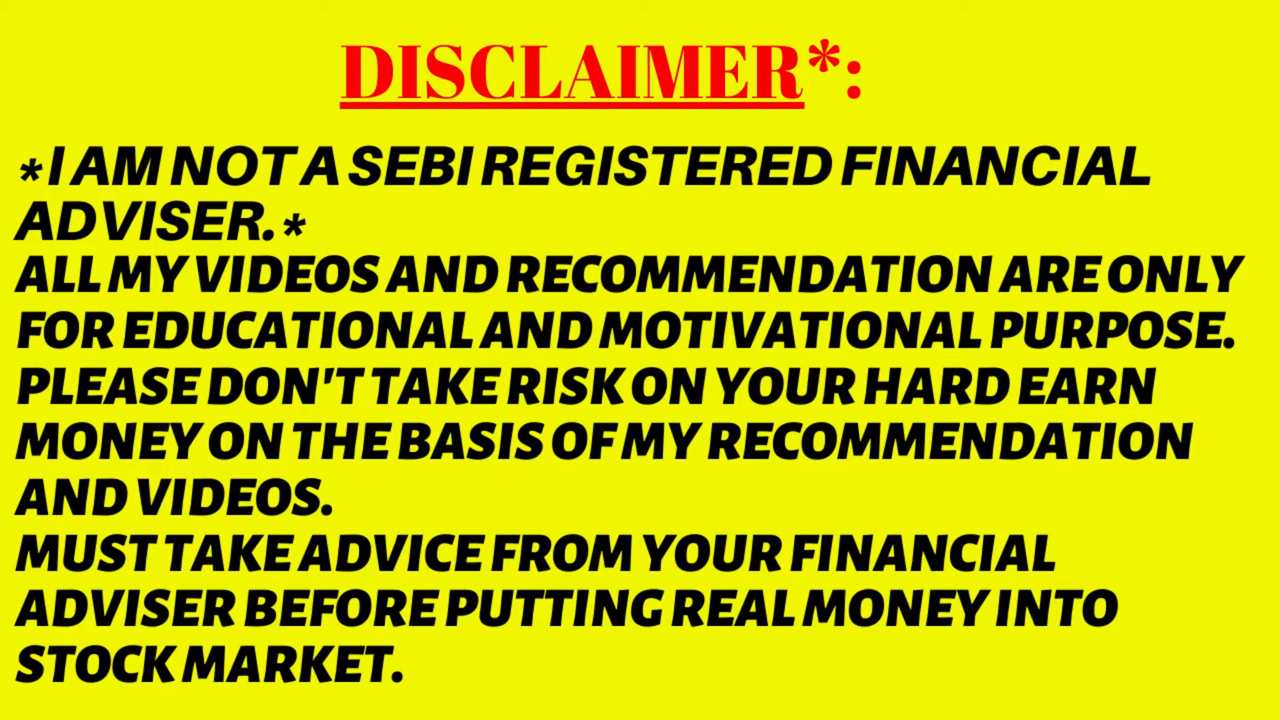 DISCLAIMER*:
*I AM NOT A SEBI REGISTERED FINANCIAL
ADVISER.*
ALL MY VIDEOS AND RECOMMENDATION ARE ONLY
FOR EDUCATIONAL AND MOTIVATIONAL PURPOSE.
PLEASE DON'T TAKE RISK ON YOUR HARD EARN
MONEY ON THE BASIS OF MY RECOMMENDATION
AND VIDEOS.
MUST TAKE ADVICE FROM YOUR FINANCIAL
ADVISER BEFORE PUTTING REAL MONEY INTO
STOCK MARKET.